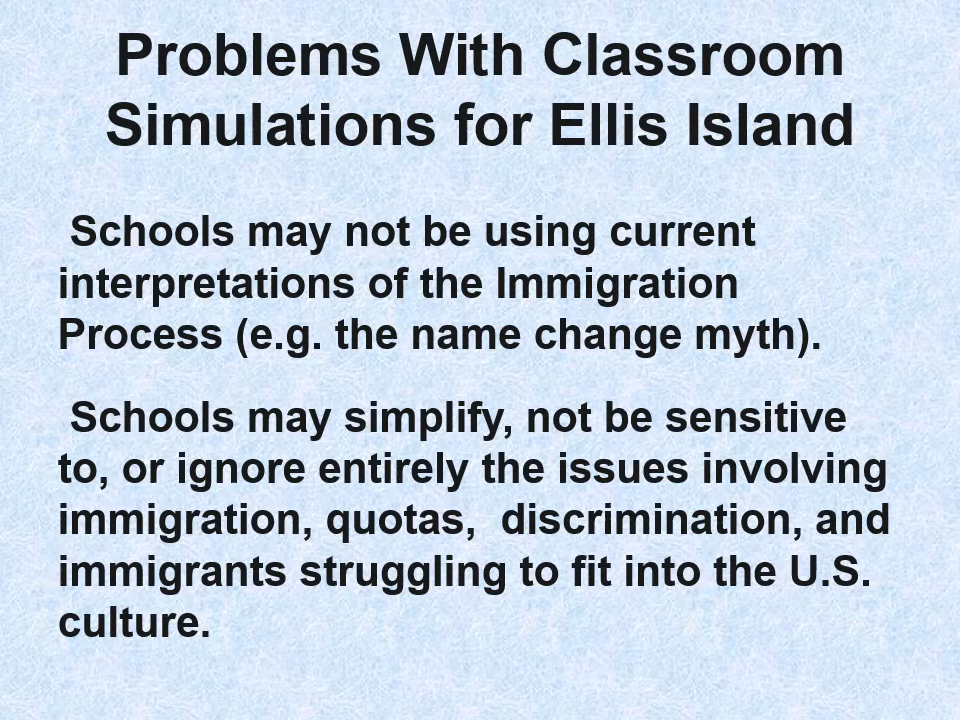 Problems With Classroom
Simulations for Ellis Island
Schools may not be using current
interpretations of the Immigration
Process (e.g. the name change myth).
Schools may simplify, not be sensitive
to, or ignore entirely the issues involving
immigration, quotas,  discrimination, and
immigrants struggling to fit into the U.S.
culture.